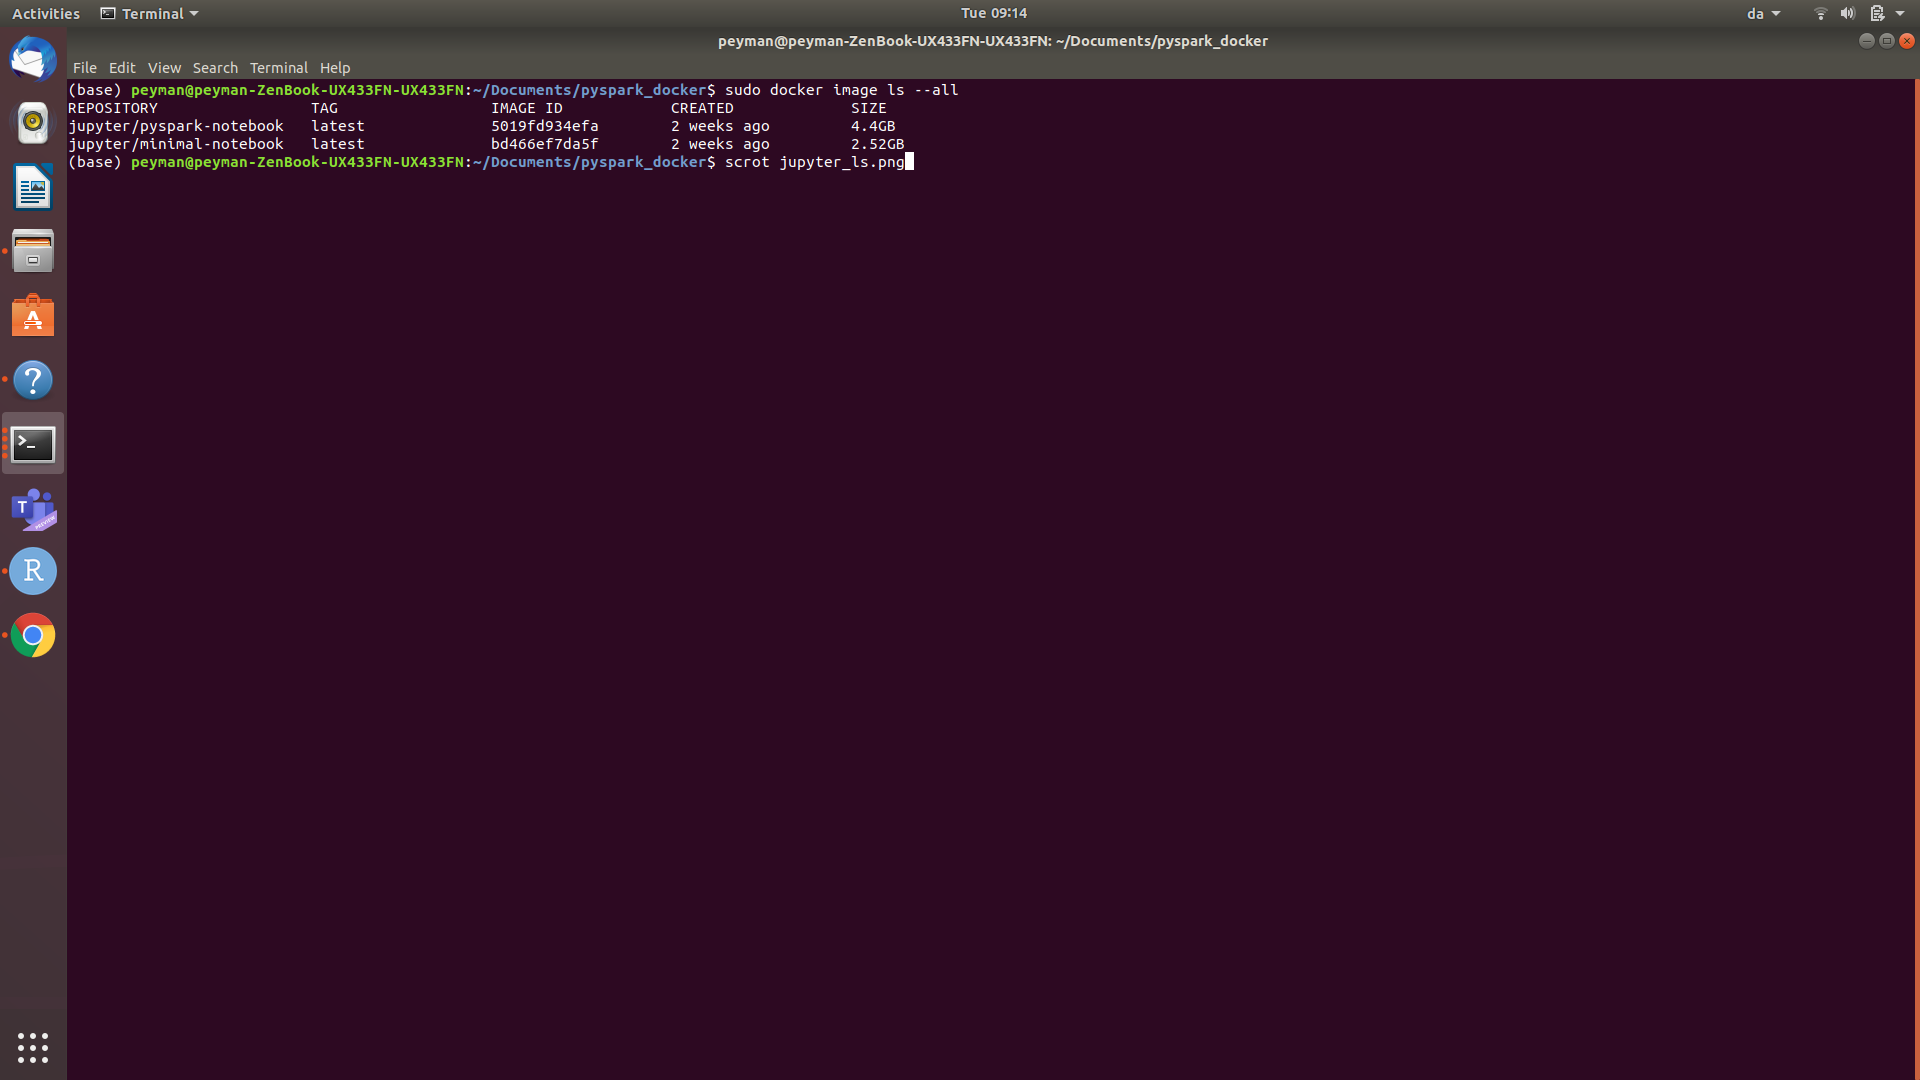 Activities Terminal Tue 09:14 da
peyman@peyman-ZenBook-UX433FN-UX433FN: ~/Documents/pyspark_docker
File Edit View Search Terminal Help
(base) peyman@peyman-ZenBook-UX433FN-UX433FN:~/Documents/pyspark_docker$ sudo docker image ls --all
REPOSITORY TAG IMAGE ID CREATED SIZE
jupyter/pyspark-notebook latest 5019fd934efa 2 weeks ago 4.4GB
jupyter/minimal-notebook latest bd466ef7da5f 2 weeks ago 2.52GB
(base) peyman@peyman-ZenBook-UX433FN-UX433FN:~/Documents/pyspark_docker$ scrot jupyter_ls.png
A
?
>_
T
PREVIEW
R